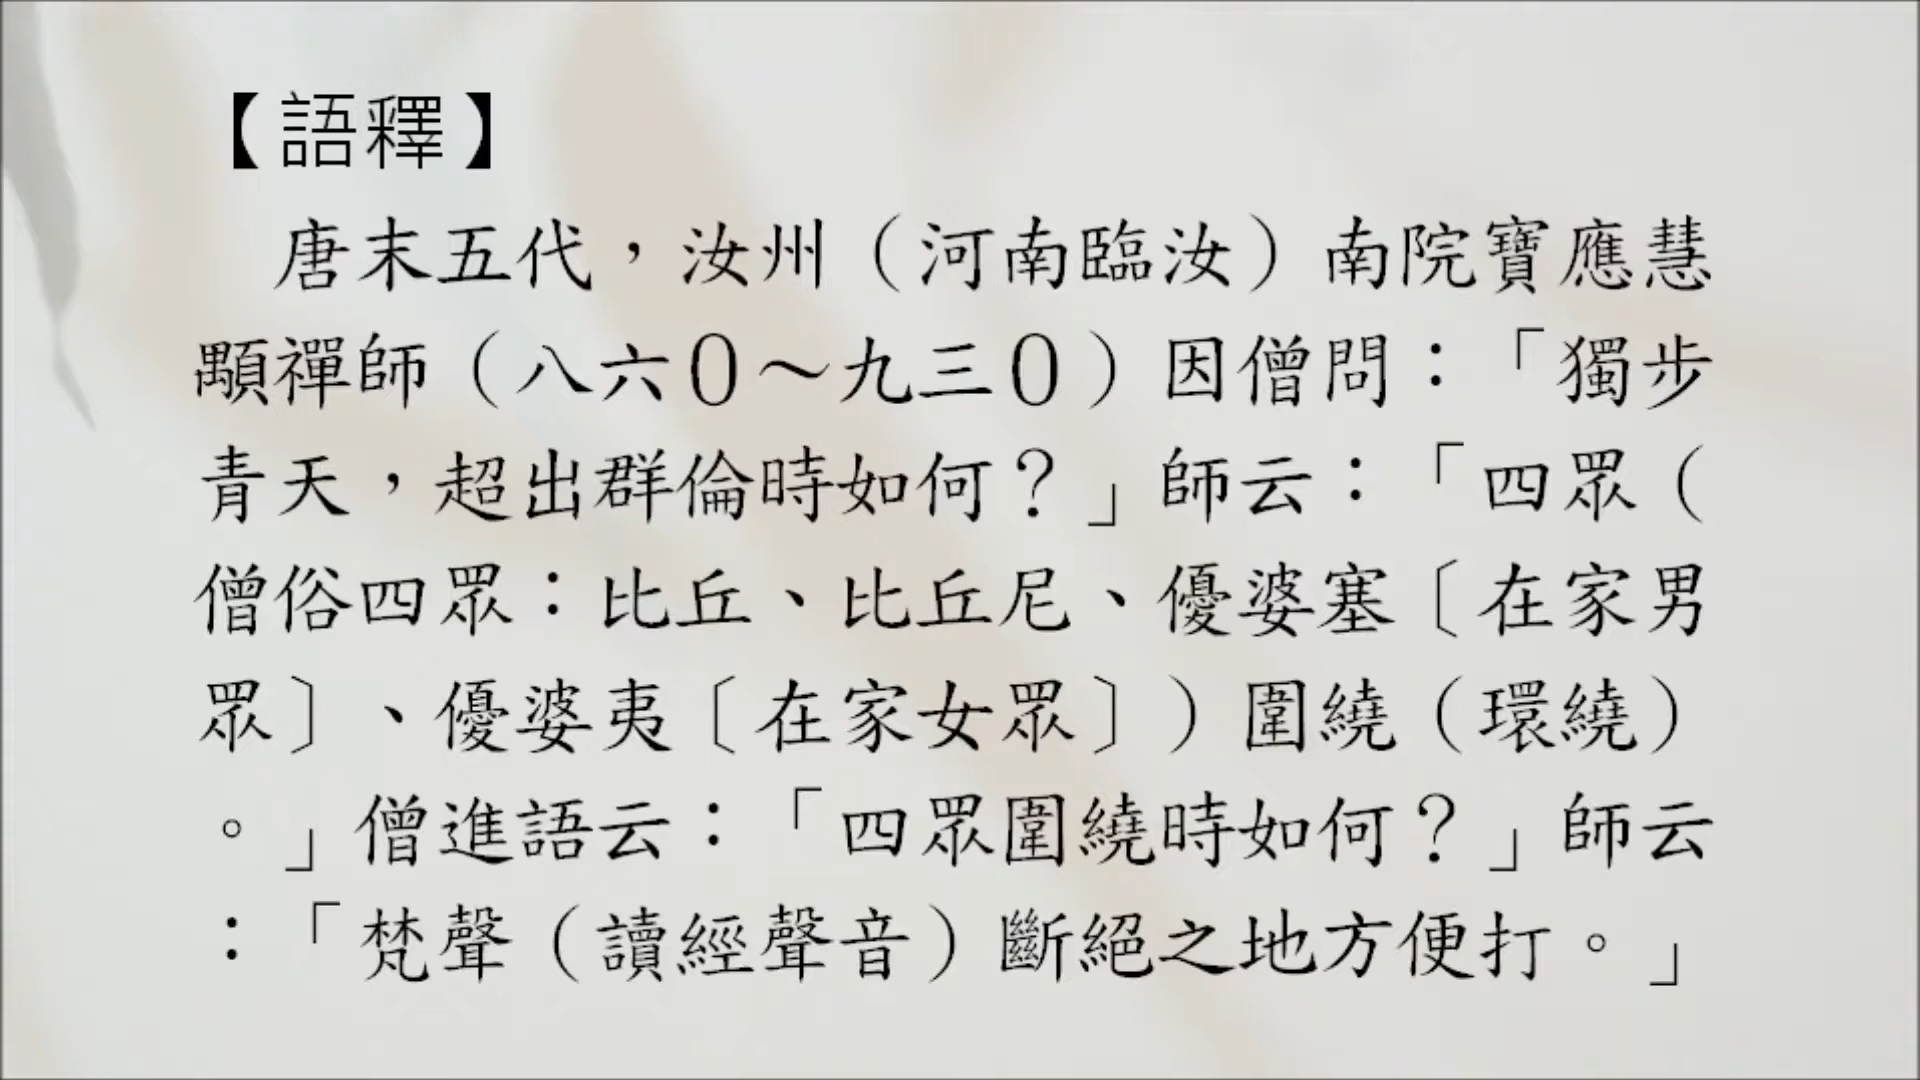 【語釋】
唐末五代，汝州（河南臨汝）南院寶應慧
顒禪師（八六０～九三０）因僧問：「獨步
青天，超出群倫時如何？」師云：「四眾（
僧俗四眾：比丘、比丘尼、優婆塞〔在家男
眾〕、優婆夷〔在家女眾〕）圍繞（環繞）
。」僧進語云：「四眾圍繞時如何？」師云
：「梵聲（讀經聲音）斷絕之地方便打。」